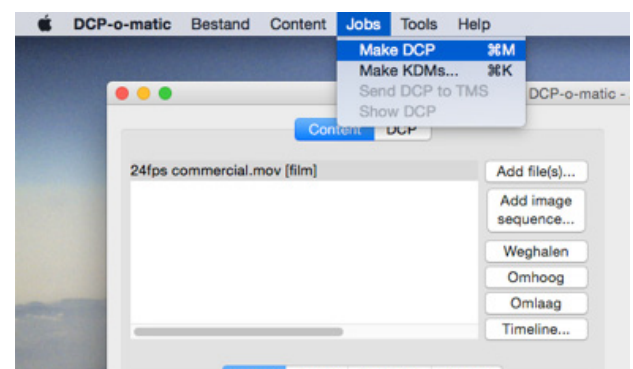 DCP-o-matic Bestand Content Jobs Tools Help
Make DCP ⌘M
Make KDMs... ⌘K
Send DCP to TMS
Show DCP
DCP-o-matic -
Content DCP
24fps commercial.mov [film]
Add file(s)...
Add image
sequence...
Weghalen
Omhoog
Omlaag
Timeline...